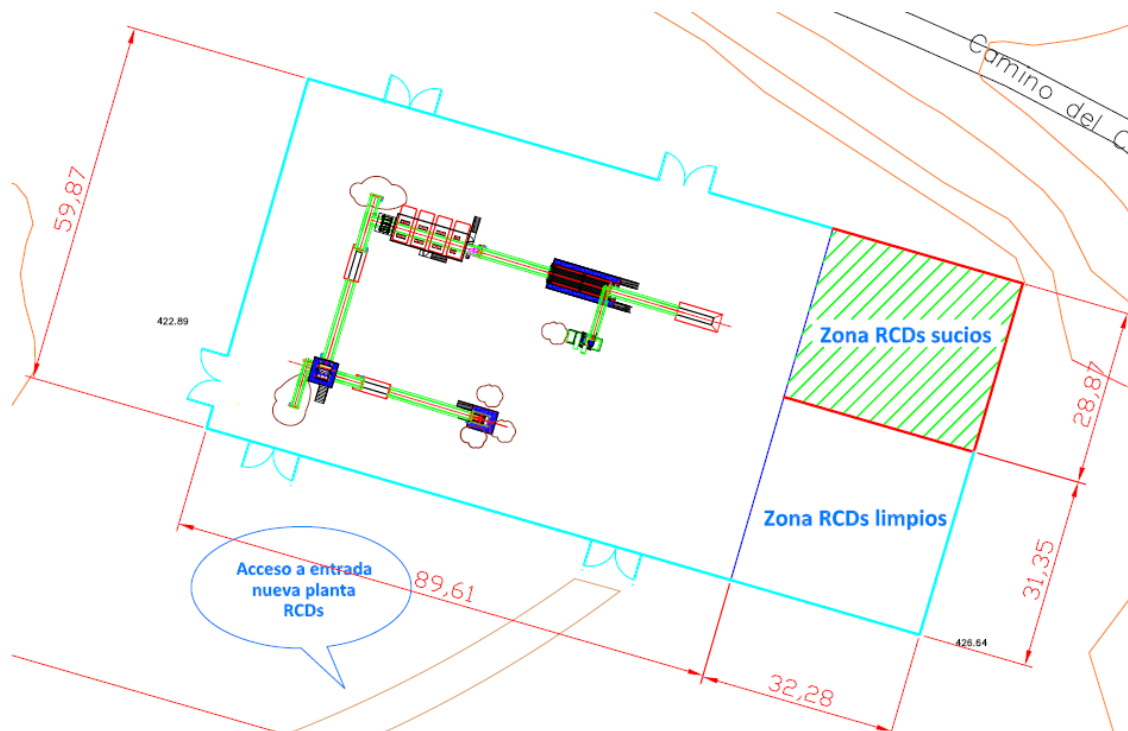 Camino del C
59,87
422.89
Zona RCDs sucios
28,87
Zona RCDs limpios
Acceso a entrada
nueva planta
RCDs
89,61
31,35
426.64
32,28